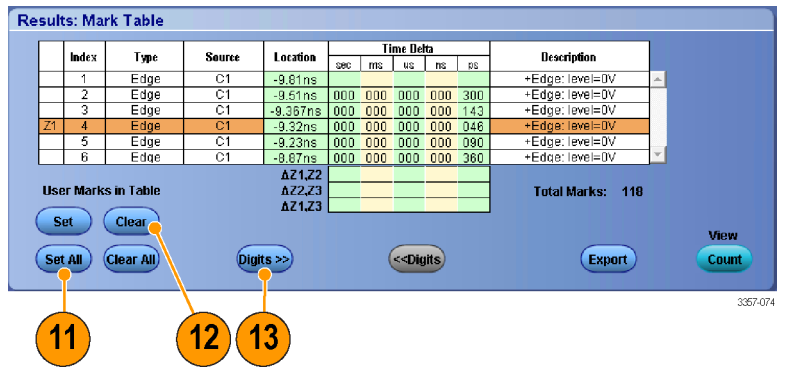 Results: Mark Table
Index Type Source Location Time Delta Description
sec ms us ns ps
1 Edge C1 -9.81ns +Edge: level=0V
2 Edge C1 -9.51ns 000 000 000 000 300 +Edge: level=0V
3 Edge C1 -9.367ns 000 000 000 000 143 +Edge: level=0V
Z1 4 Edge C1 -9.32ns 000 000 000 000 046 +Edge: level=0V
5 Edge C1 -9.23ns 000 000 000 000 090 +Edge: level=0V
6 Edge C1 -8.87ns 000 000 000 000 360 +Edge: level=0V
ΔZ1,Z2
User Marks in Table ΔZ2,Z3 Total Marks: 118
ΔZ1,Z3
Set Clear
View
Set All Clear All Digits >> <<Digits Export Count
3357-074
11 12 13